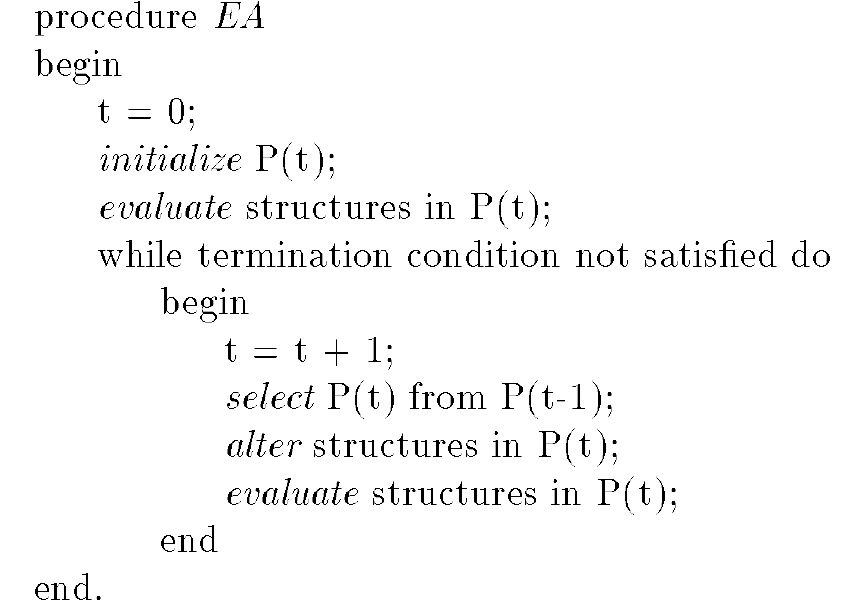 procedure EA
begin
t = 0;
initialize P(t);
evaluate structures in P(t);
while termination condition not satisfied do
begin
t = t + 1;
select P(t) from P(t-1);
alter structures in P(t);
evaluate structures in P(t);
end
end.